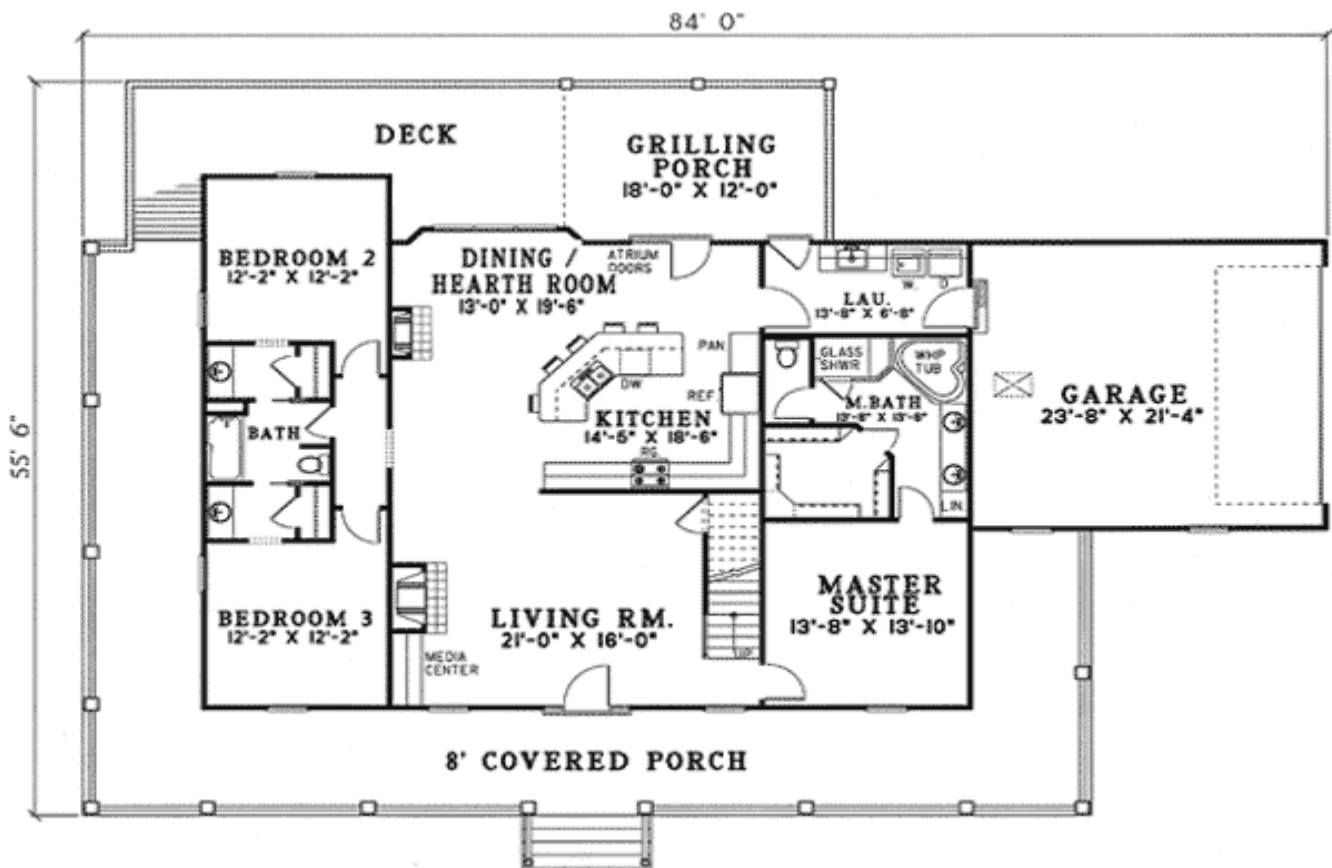 84' 0"
55' 6"
DECK
GRILLING
PORCH
18'-0" X 12'-0"
BEDROOM 2
12'-2" X 12'-2"
DINING /
HEARTH ROOM
13'-0" X 19'-6"
ATRIUM
DOORS
W.
D
LAU.
13'-8" X 6'-8"
PAN
GLASS
SHWR
WHP
TUB
DW
REF
M.BATH
KITCHEN
14'-5" X 18'-6"
RG.
GARAGE
23'-8" X 21'-4"
BATH
LIN.
BEDROOM 3
12'-2" X 12'-2"
LIVING RM.
21'-0" X 16'-0"
MASTER
SUITE
13'-8" X 13'-10"
UP
MEDIA
CENTER
8' COVERED PORCH